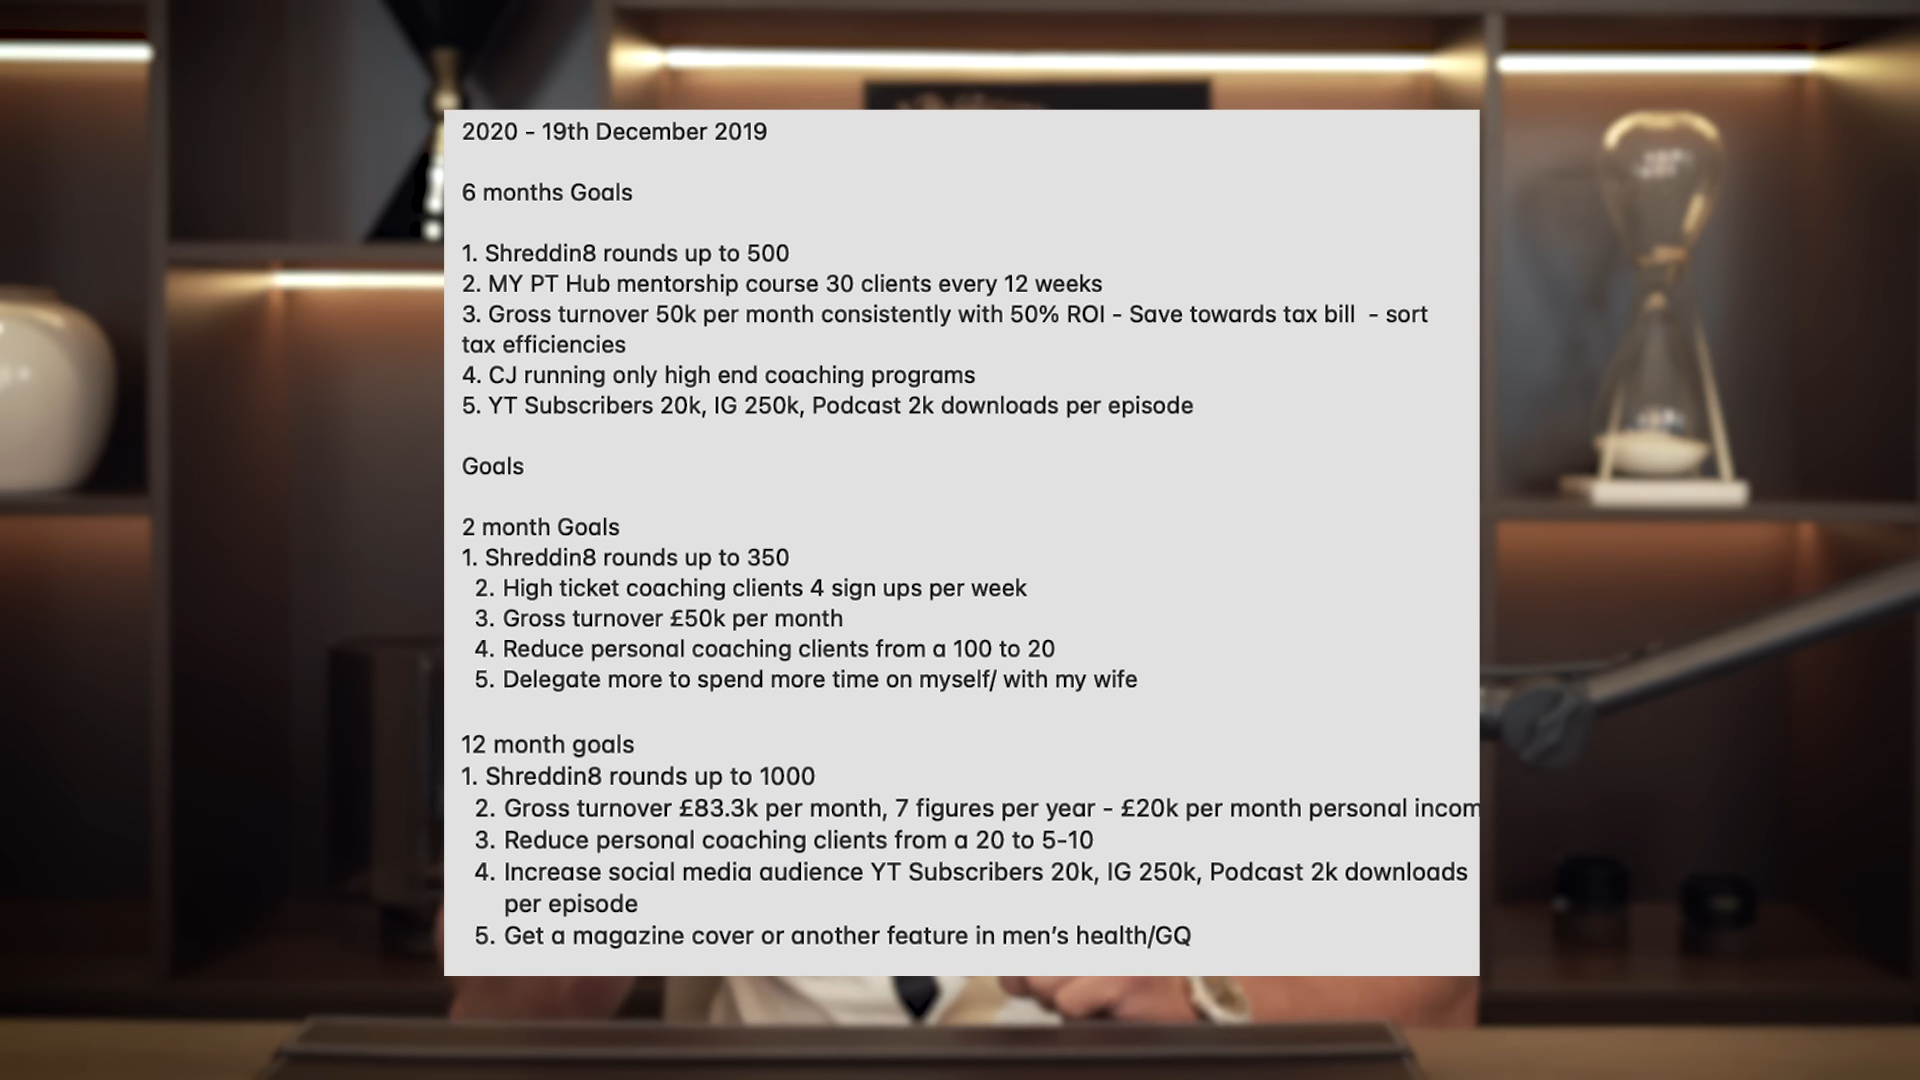 2020 - 19th December 2019
6 months Goals
1. Shreddin8 rounds up to 500
2. MY PT Hub mentorship course 30 clients every 12 weeks
3. Gross turnover 50k per month consistently with 50% ROI - Save towards tax bill  - sort
tax efficiencies
4. CJ running only high end coaching programs
5. YT Subscribers 20k, IG 250k, Podcast 2k downloads per episode
Goals
2 month Goals
1. Shreddin8 rounds up to 350
2. High ticket coaching clients 4 sign ups per week
3. Gross turnover £50k per month
4. Reduce personal coaching clients from a 100 to 20
5. Delegate more to spend more time on myself/ with my wife
12 month goals
1. Shreddin8 rounds up to 1000
2. Gross turnover £83.3k per month, 7 figures per year - £20k per month personal incom
3. Reduce personal coaching clients from a 20 to 5-10
4. Increase social media audience YT Subscribers 20k, IG 250k, Podcast 2k downloads
per episode
5. Get a magazine cover or another feature in men’s health/GQ